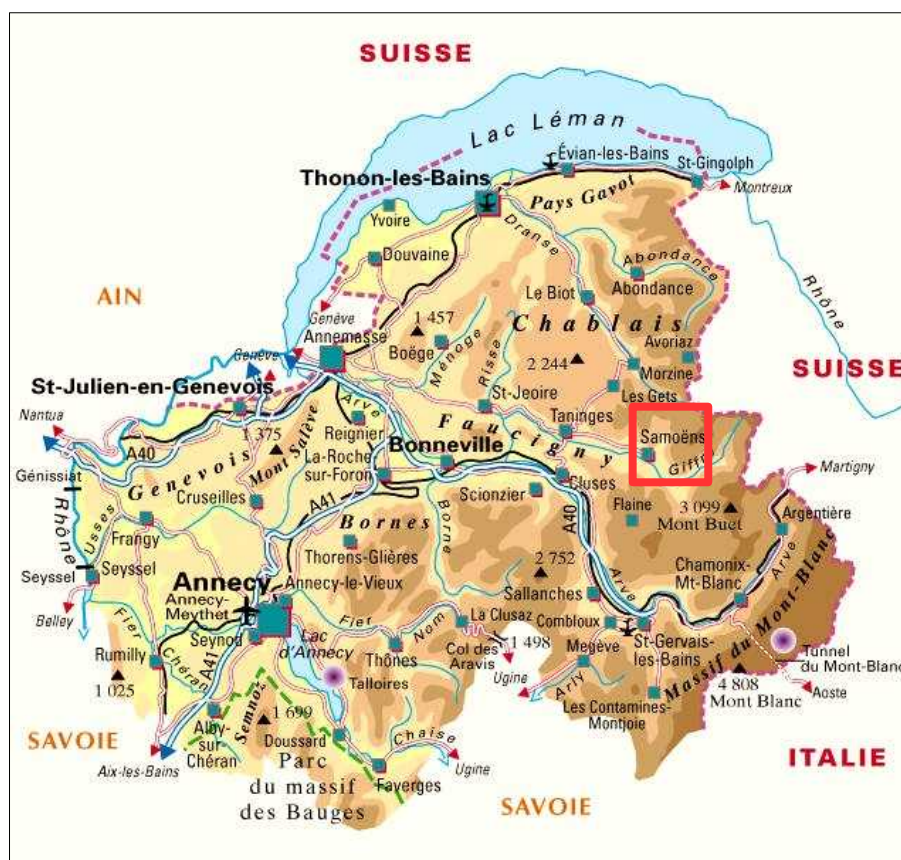 SUISSE
Lac Léman
Évian-les-Bains
St-Gingolph
Thonon-les-Bains
Montreux
Pays Gavot
Yvoire
Dranse
Douvaine
Abondance
Abondance
AIN
Le Biot
Rhône
Genève
1 457
Chablais
Annemasse
Avoriaz
Genève
Boëge
Ménoge
Risse
2 244
Morzine
SUISSE
St-Julien-en-Genevois
St-Jeoire
Les Gets
Nantua
Arve
Faucigny
Taninges
Samoëns
1 375
Reignier
A40
Mont Salève
Bonneville
Giffre
Martigny
Génissiat
Genevois
La-Roche-
sur-Foron
Cluses
Cruseilles
A41
Scionzier
Flaine
3 099
Mont Buet
Argentière
Rhône
Usses
Bornes
Borne
A40
Frangy
Thorens-Glières
2 752
Chamonix-
Mt-Blanc
Arve
Seyssel
Seyssel
Annecy
Annecy-le-Vieux
Sallanches
Arve
Annecy-
Meythet
Fier
Nom
La Clusaz
Combloux
Belley
Seynod
Lac
d'Annecy
1 498
St-Gervais-
les-Bains
Massif du Mont-Blanc
Fier
Chéran
Rumilly
A41
Thônes
Col des
Aravis
Megève
Tunnel
du Mont-Blanc
1 025
Talloires
Ugine
Arly
4 808
Mont Blanc
Aoste
Semnoz
1 699
Les Contamines-
Montjoie
SAVOIE
Alby-
sur-
Chéran
Doussard
Chaise
ITALIE
Aix-les-Bains
Parc
du massif
des Bauges
Faverges
Ugine
SAVOIE